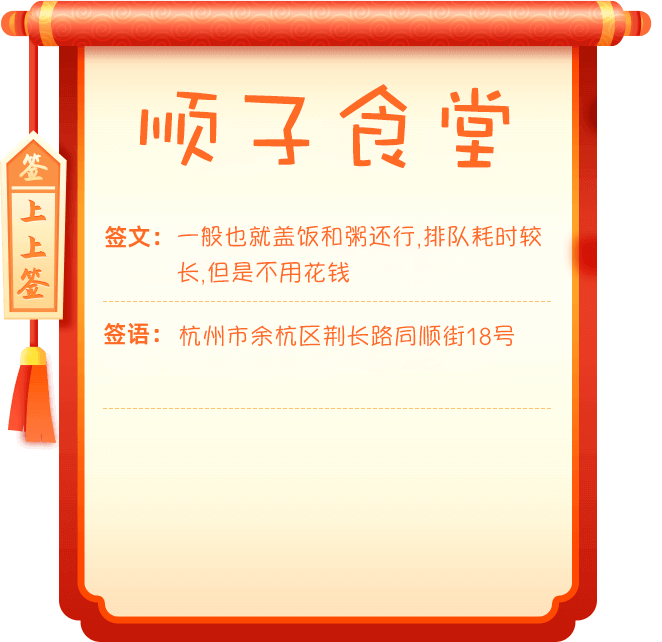 顺子食堂
签上上签
签文：一般也就盖饭和粥还行,排队耗时较
长,但是不用花钱
签语：杭州市余杭区荆长路同顺街18号